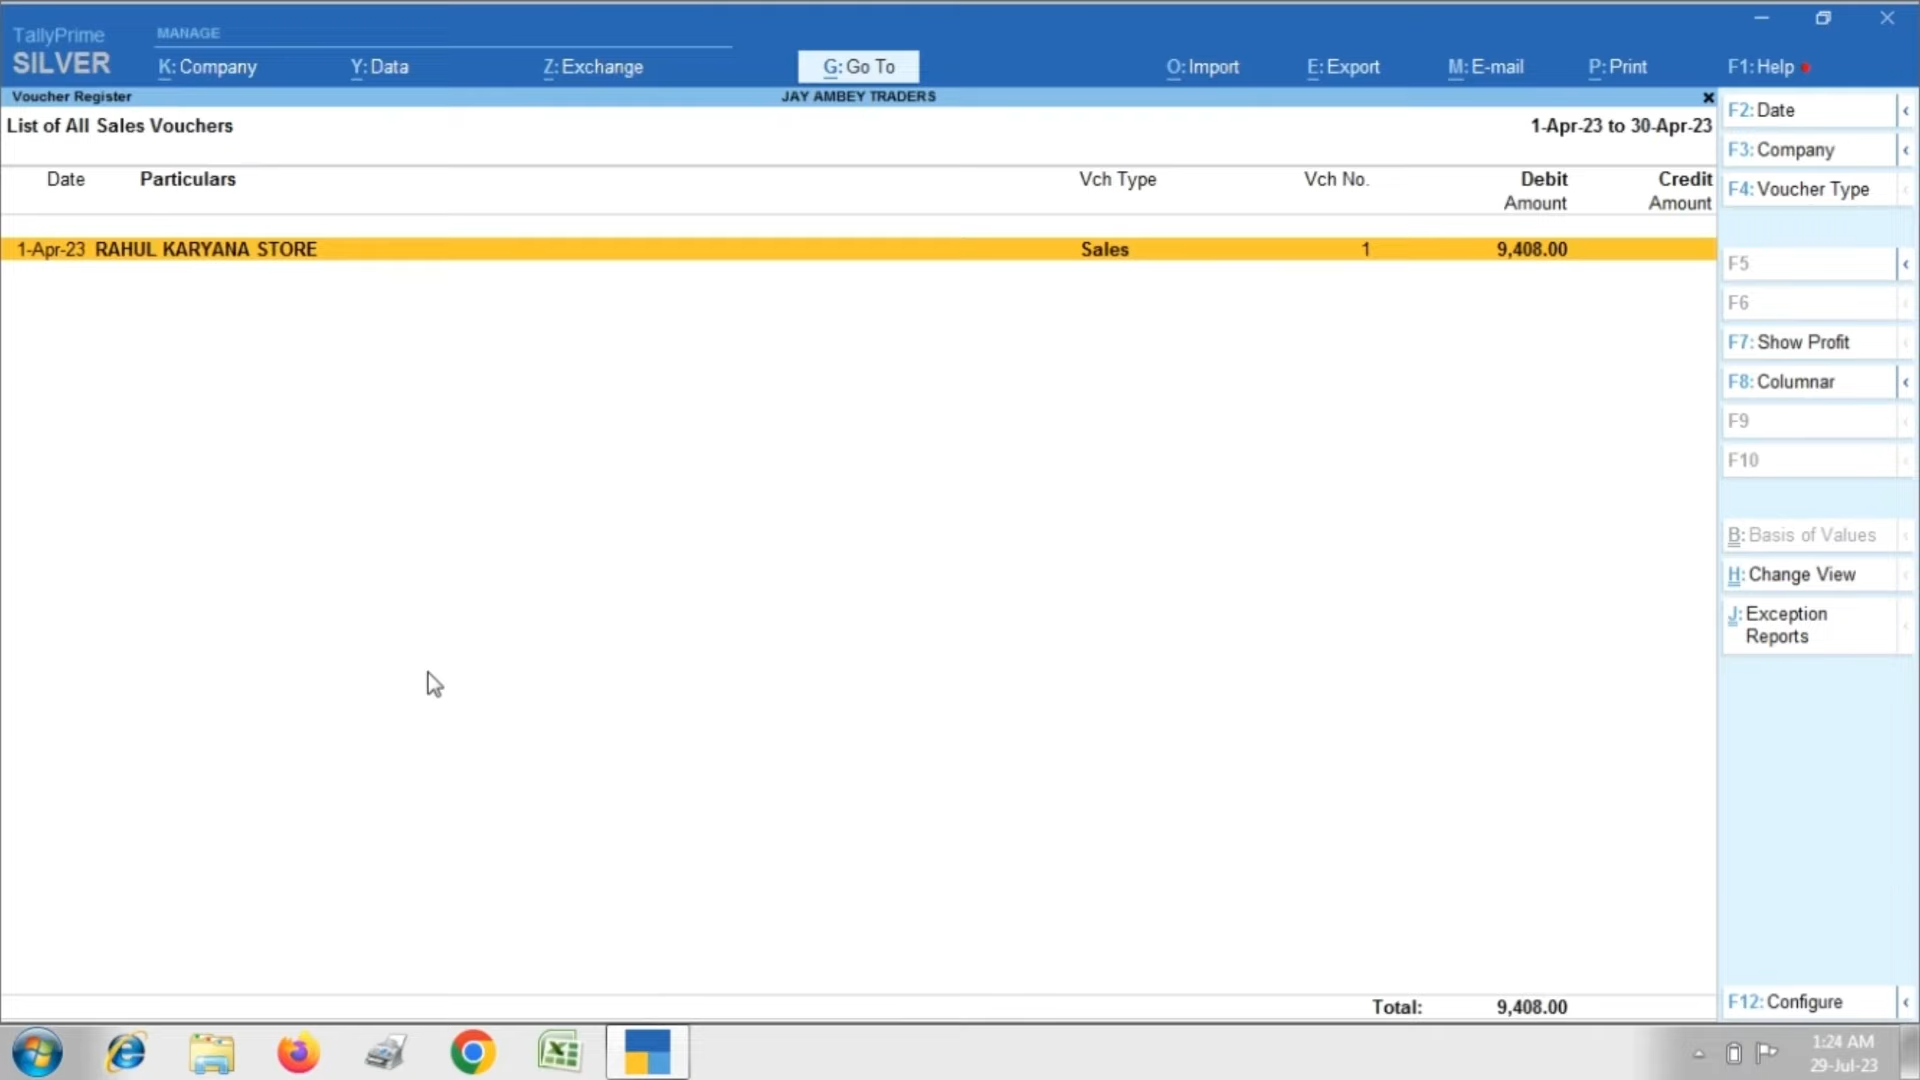 TallyPrime
SILVER
MANAGE
K: Company Y: Data Z: Exchange G: Go To O: Import E: Export M: E-mail P: Print F1: Help
Voucher Register JAY AMBEY TRADERS
List of All Sales Vouchers 1-Apr-23 to 30-Apr-23
Date Particulars Vch Type Vch No. Debit Credit
Amount Amount
1-Apr-23 RAHUL KARYANA STORE Sales 1 9,408.00
Total: 9,408.00
F2: Date
F3: Company
F4: Voucher Type
F5
F6
F7: Show Profit
F8: Columnar
F9
F10
B: Basis of Values
H: Change View
J: Exception
Reports
F12: Configure
1:24 AM
29-Jul-23